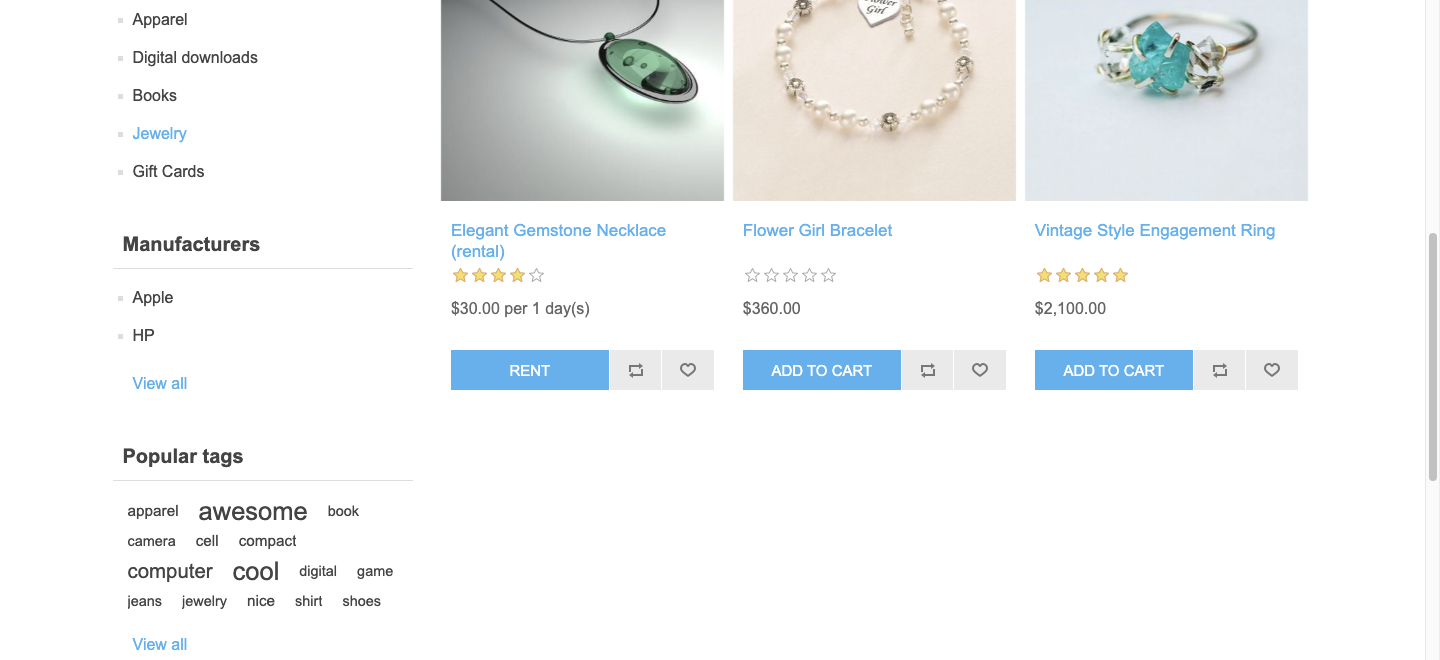 Apparel
Digital downloads
Books
Jewelry
Gift Cards
Manufacturers
Apple
HP
View all
Popular tags
apparel awesome book
camera cell compact
computer cool digital game
jeans jewelry nice shirt shoes
View all
Flower
Girl
Elegant Gemstone Necklace
(rental)
$30.00 per 1 day(s)
RENT
Flower Girl Bracelet
$360.00
ADD TO CART
Vintage Style Engagement Ring
$2,100.00
ADD TO CART